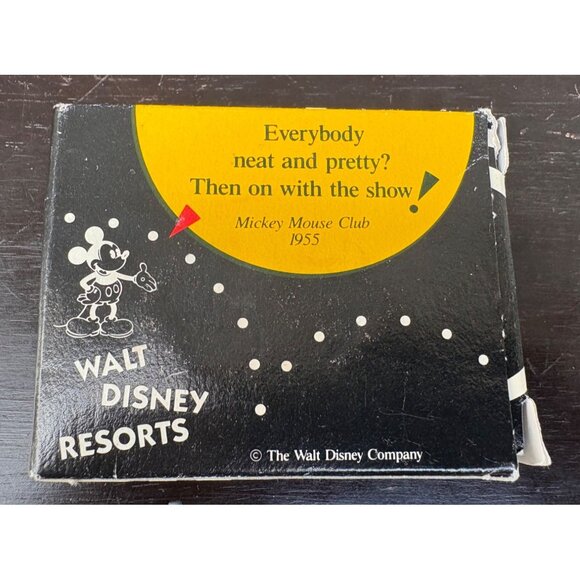 Everybody
neat and pretty?
Then on with the show!
Mickey Mouse Club
1955
WALT
DISNEY
RESORTS
© The Walt Disney Company